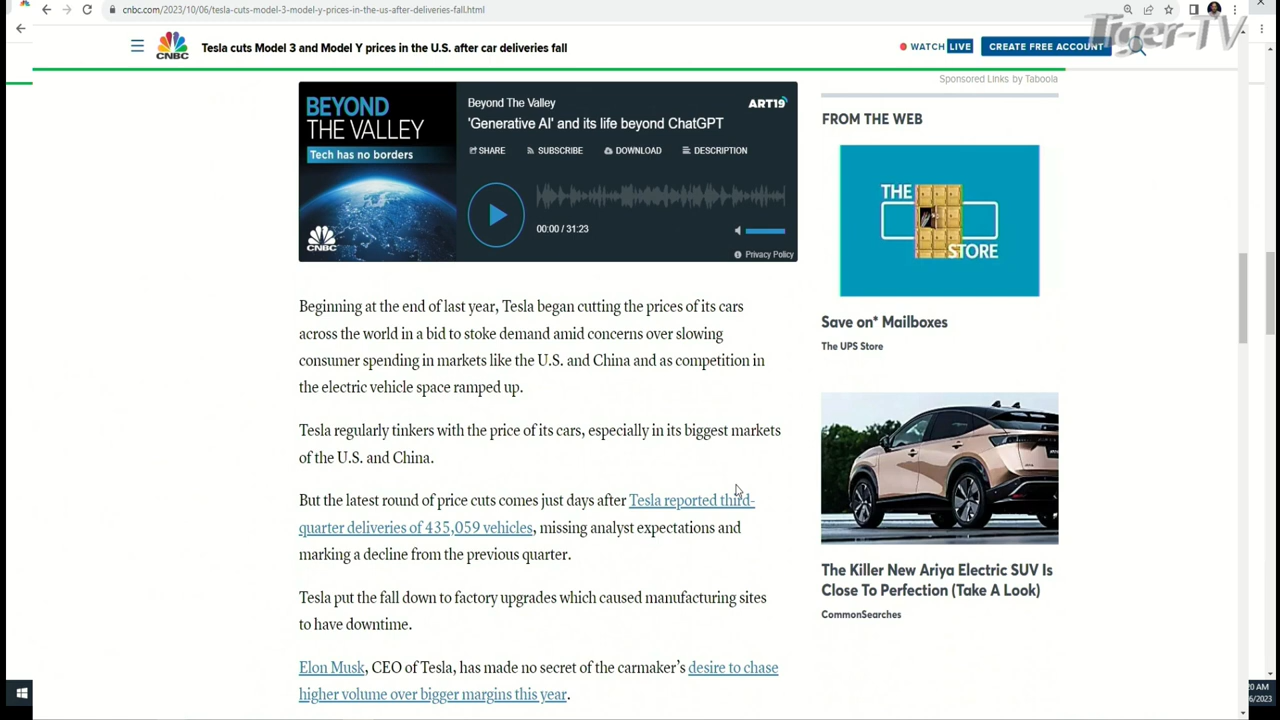 cnbc.com/2023/10/06/tesla-cuts-model-3-model-y-prices-in-the-us-after-deliveries-fall.html
Tiger-TV
CNBC
Tesla cuts Model 3 and Model Y prices in the U.S. after car deliveries fall
WATCH LIVE
CREATE FREE ACCOUNT
Sponsored Links by Taboola
BEYOND
THE VALLEY
Tech has no borders
CNBC
Beyond The Valley
ART19
'Generative AI' and its life beyond ChatGPT
SHARE
SUBSCRIBE
DOWNLOAD
DESCRIPTION
00:00 / 31:23
Privacy Policy
Beginning at the end of last year, Tesla began cutting the prices of its cars
across the world in a bid to stoke demand amid concerns over slowing
consumer spending in markets like the U.S. and China and as competition in
the electric vehicle space ramped up.
Tesla regularly tinkers with the price of its cars, especially in its biggest markets
of the U.S. and China.
But the latest round of price cuts comes just days after Tesla reported third-
quarter deliveries of 435,059 vehicles, missing analyst expectations and
marking a decline from the previous quarter.
Tesla put the fall down to factory upgrades which caused manufacturing sites
to have downtime.
Elon Musk, CEO of Tesla, has made no secret of the carmaker's desire to chase
higher volume over bigger margins this year.
FROM THE WEB
THE
STORE
Save on* Mailboxes
The UPS Store
The Killer New Ariya Electric SUV Is
Close To Perfection (Take A Look)
CommonSearches
20 AM
6/2023